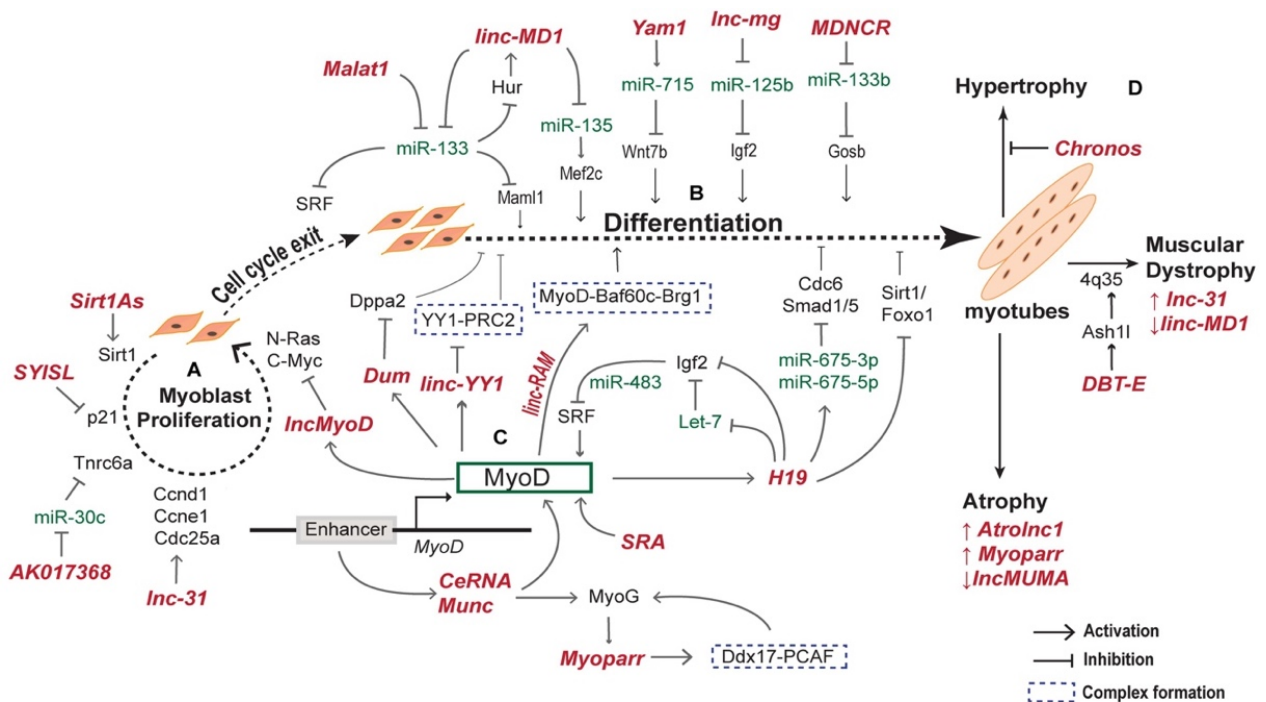 Yam1
lnc-mg
MDNCR
linc-MD1
Malat1
Hur
miR-715
miR-125b
miR-133b
miR-135
miR-133
Wnt7b
Igf2
Gosb
Mef2c
Maml1
SRF
Hypertrophy
D
Chronos
B
Differentiation
Cell cycle exit
Muscular
Dystrophy
↑ lnc-31
↓linc-MD1
4q35
Ash1l
DBT-E
myotubes
Sirt1As
Sirt1
SYISL
p21
A
Myoblast
Proliferation
N-Ras
C-Myc
Dppa2
YY1-PRC2
MyoD-Baf60c-Brg1
Cdc6
Smad1/5
Sirt1/
Foxo1
Dum
linc-YY1
linc-RAM
Igf2
miR-483
SRF
Let-7
miR-675-3p
miR-675-5p
lncMyoD
C
MyoD
H19
Tnrc6a
miR-30c
AK017368
Ccnd1
Ccne1
Cdc25a
lnc-31
Enhancer
MyoD
SRA
CeRNA
Munc
MyoG
Myoparr
Ddx17-PCAF
Atrophy
↑ Atrolnc1
↑ Myoparr
↓lncMUMA
Activation
Inhibition
Complex formation